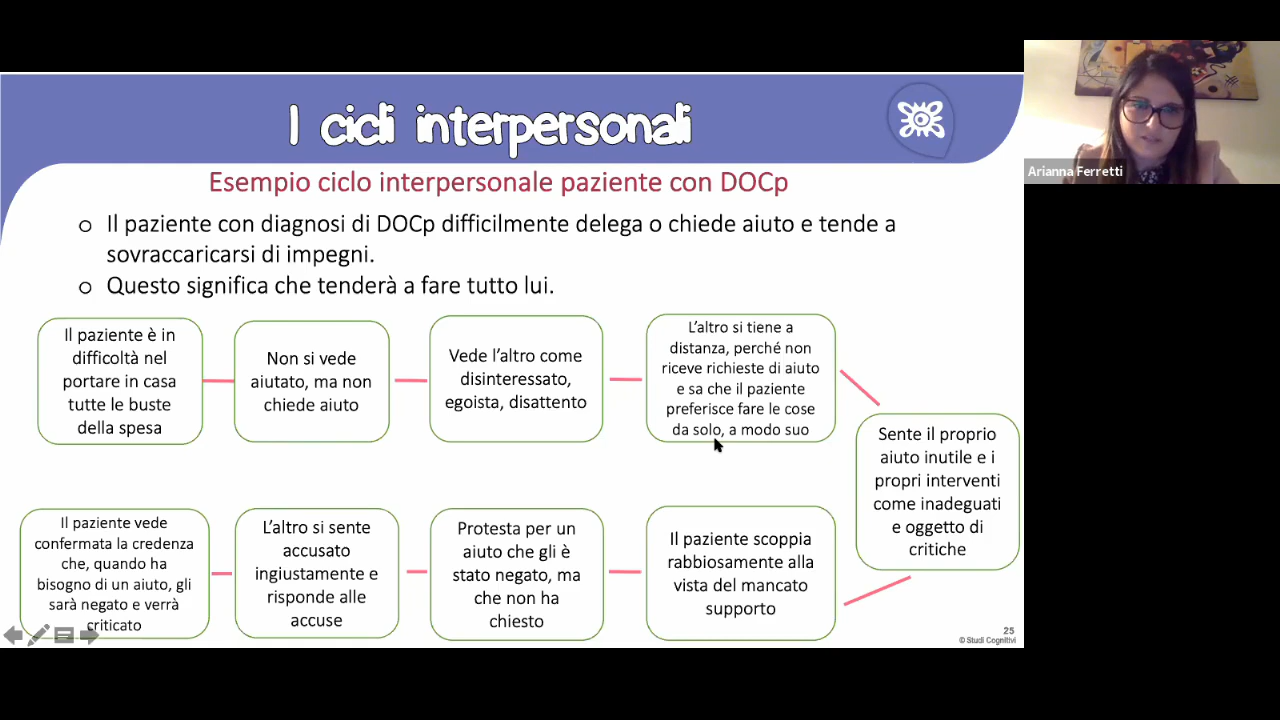 I cicli interpersonali
Arianna Ferretti
Esempio ciclo interpersonale paziente con DOCp
o Il paziente con diagnosi di DOCp difficilmente delega o chiede aiuto e tende a
sovraccaricarsi di impegni.
o Questo significa che tenderà a fare tutto lui.
Il paziente è in
difficoltà nel
portare in casa
tutte le buste
della spesa
Non si vede
aiutato, ma non
chiede aiuto
Vede l’altro come
disinteressato,
egoista, disattento
L’altro si tiene a
distanza, perché non
riceve richieste di aiuto
e sa che il paziente
preferisce fare le cose
da solo, a modo suo
Sente il proprio
aiuto inutile e i
propri interventi
come inadeguati
e oggetto di
critiche
Il paziente scoppia
rabbiosamente alla
vista del mancato
supporto
Protesta per un
aiuto che gli è
stato negato, ma
che non ha
chiesto
L’altro si sente
accusato
ingiustamente e
risponde alle
accuse
Il paziente vede
confermata la credenza
che, quando ha
bisogno di un aiuto, gli
sarà negato e verrà
criticato
25
© Studi Cognitivi